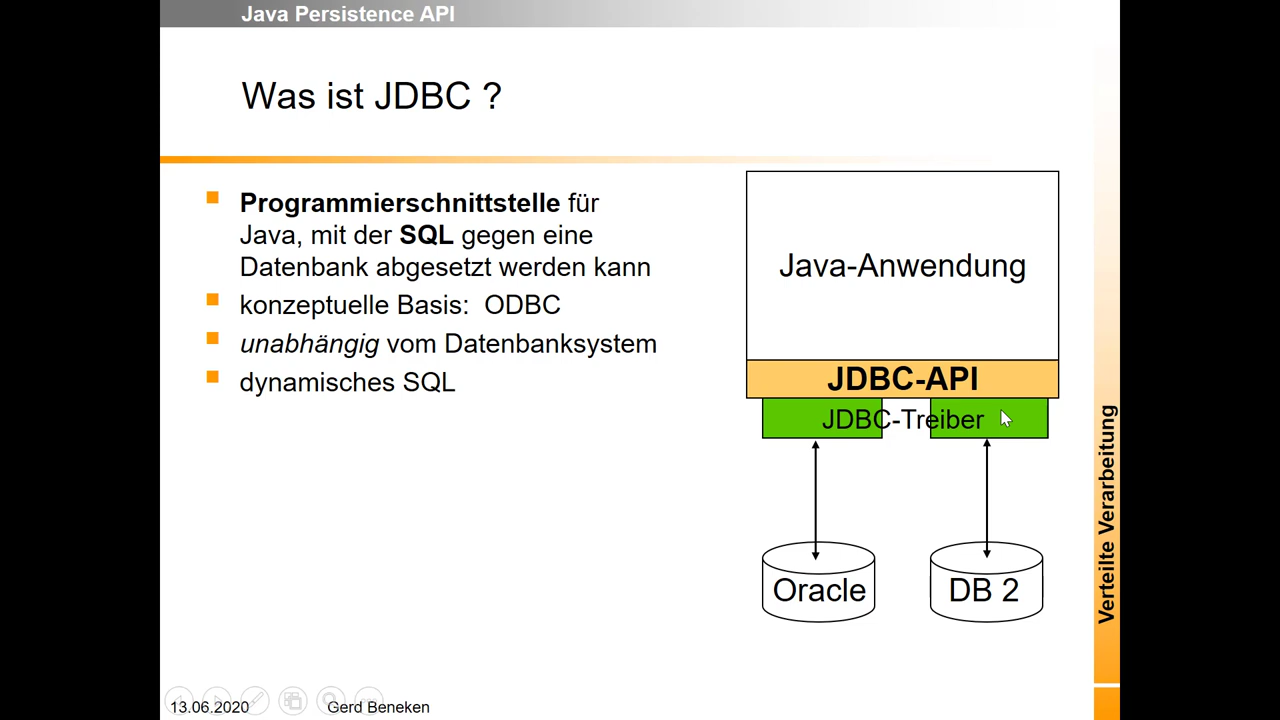 Java Persistence API
Was ist JDBC ?
Programmierschnittstelle für
Java, mit der SQL gegen eine
Datenbank abgesetzt werden kann
konzeptuelle Basis: ODBC
unabhängig vom Datenbanksystem
dynamisches SQL
Java-Anwendung
JDBC-API
JDBC-Treiber
Oracle
DB 2
Verteilte Verarbeitung
13.06.2020
Gerd Beneken